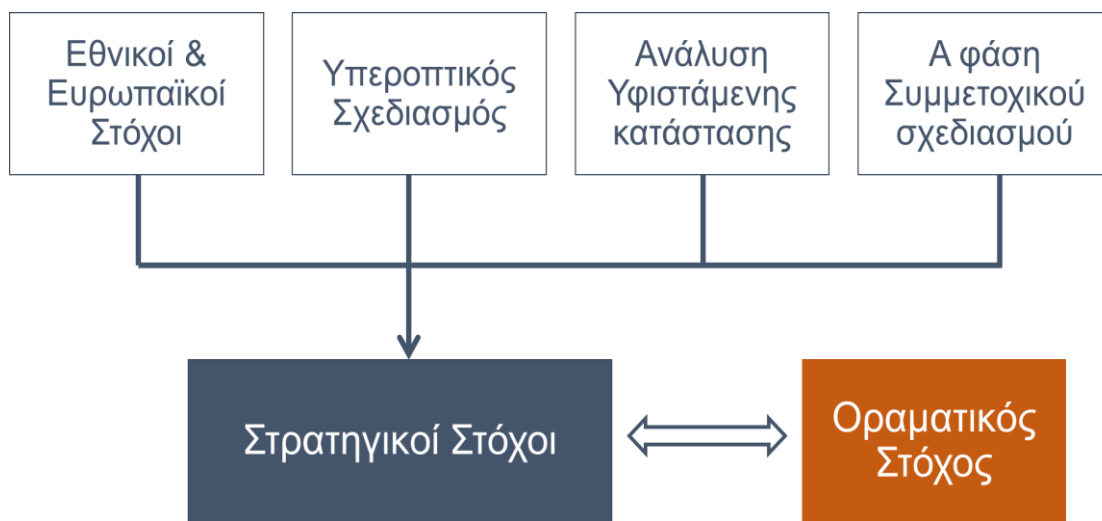 Εθνικοί &
Ευρωπαϊκοί
Στόχοι
Υπεροπτικός
Σχεδιασμός
Ανάλυση
Υφιστάμενης
κατάστασης
Α φάση
Συμμετοχικού
σχεδιασμού
Στρατηγικοί Στόχοι
Οραματικός
Στόχος